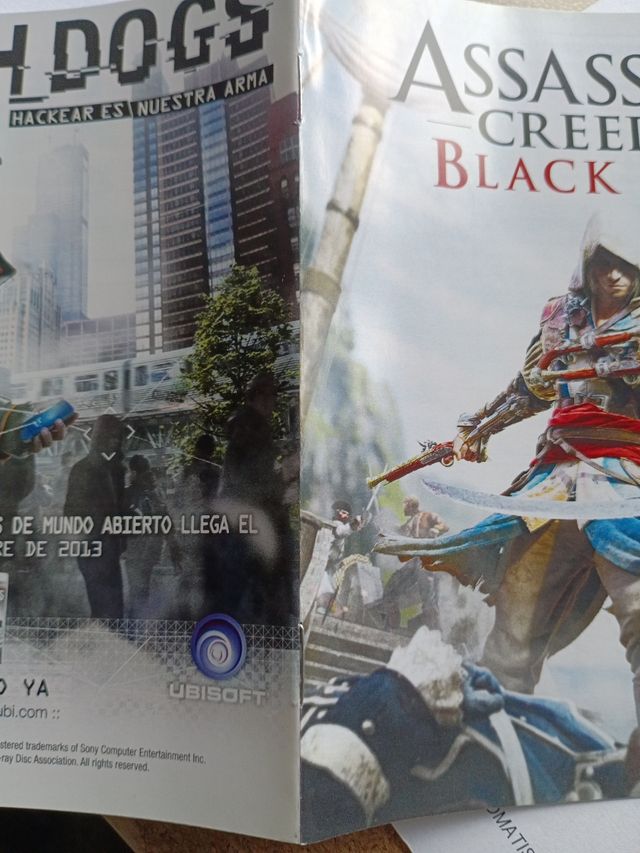 H_DOGS
HACKEAR ES NUESTRA ARMA
S DE MUNDO ABIERTO LLEGA EL
RE DE 2013
O YA
ubi.com ::
UBISOFT
stered trademarks of Sony Computer Entertainment Inc.
-ray Disc Association. All rights reserved.
ASSASS
CREED
BLACK
OMATIS